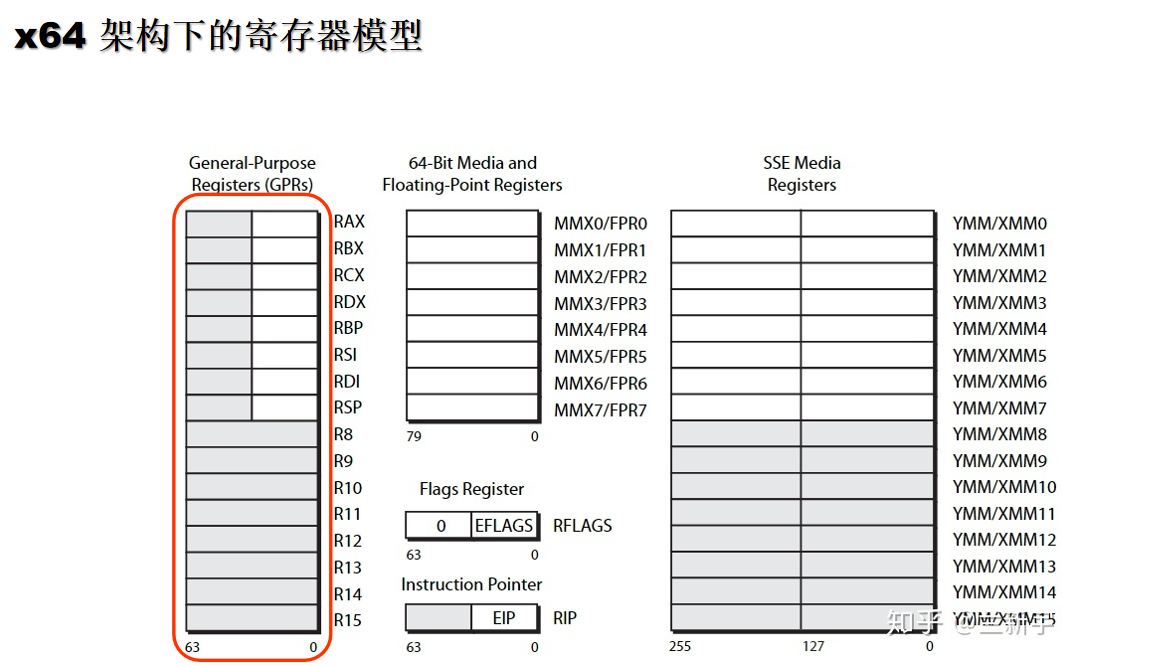 x64 架构下的寄存器模型
General-Purpose
Registers (GPRs)
RAX
RBX
RCX
RDX
RBP
RSI
RDI
RSP
R8
R9
R10
R11
R12
R13
R14
R15
63 0
64-Bit Media and
Floating-Point Registers
MMX0/FPR0
MMX1/FPR1
MMX2/FPR2
MMX3/FPR3
MMX4/FPR4
MMX5/FPR5
MMX6/FPR6
MMX7/FPR7
79 0
Flags Register
0 EFLAGS RFLAGS
63 0
Instruction Pointer
EIP RIP
63 0
SSE Media
Registers
YMM/XMM0
YMM/XMM1
YMM/XMM2
YMM/XMM3
YMM/XMM4
YMM/XMM5
YMM/XMM6
YMM/XMM7
YMM/XMM8
YMM/XMM9
YMM/XMM10
YMM/XMM11
YMM/XMM12
YMM/XMM13
YMM/XMM14
YMM/XMM15
255 127 0
知乎